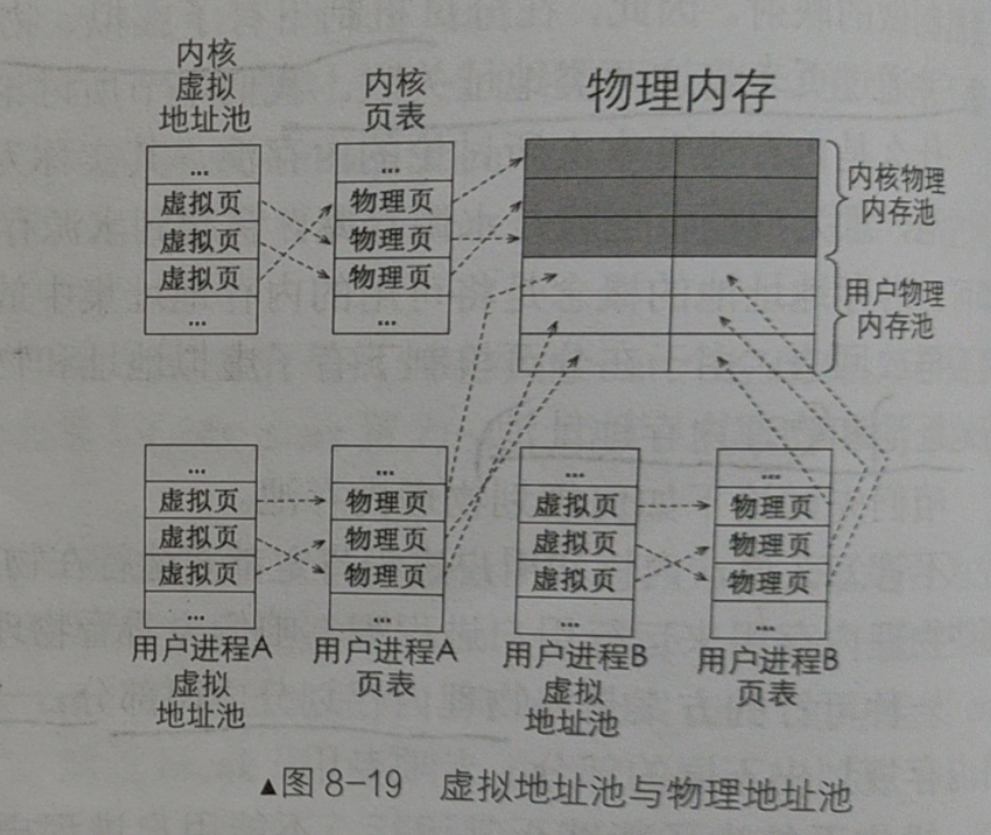 内核
虚拟
地址池
内核
页表
物理内存
...
虚拟页
虚拟页
虚拟页
...
...
物理页
物理页
物理页
...
内核物理
内存池
用户物理
内存池
...
虚拟页
虚拟页
虚拟页
...
...
物理页
物理页
物理页
...
...
虚拟页
虚拟页
虚拟页
...
...
物理页
物理页
物理页
...
用户进程A
虚拟
地址池
用户进程A
页表
用户进程B
虚拟
地址池
用户进程B
页表
▲图 8-19 虚拟地址池与物理地址池